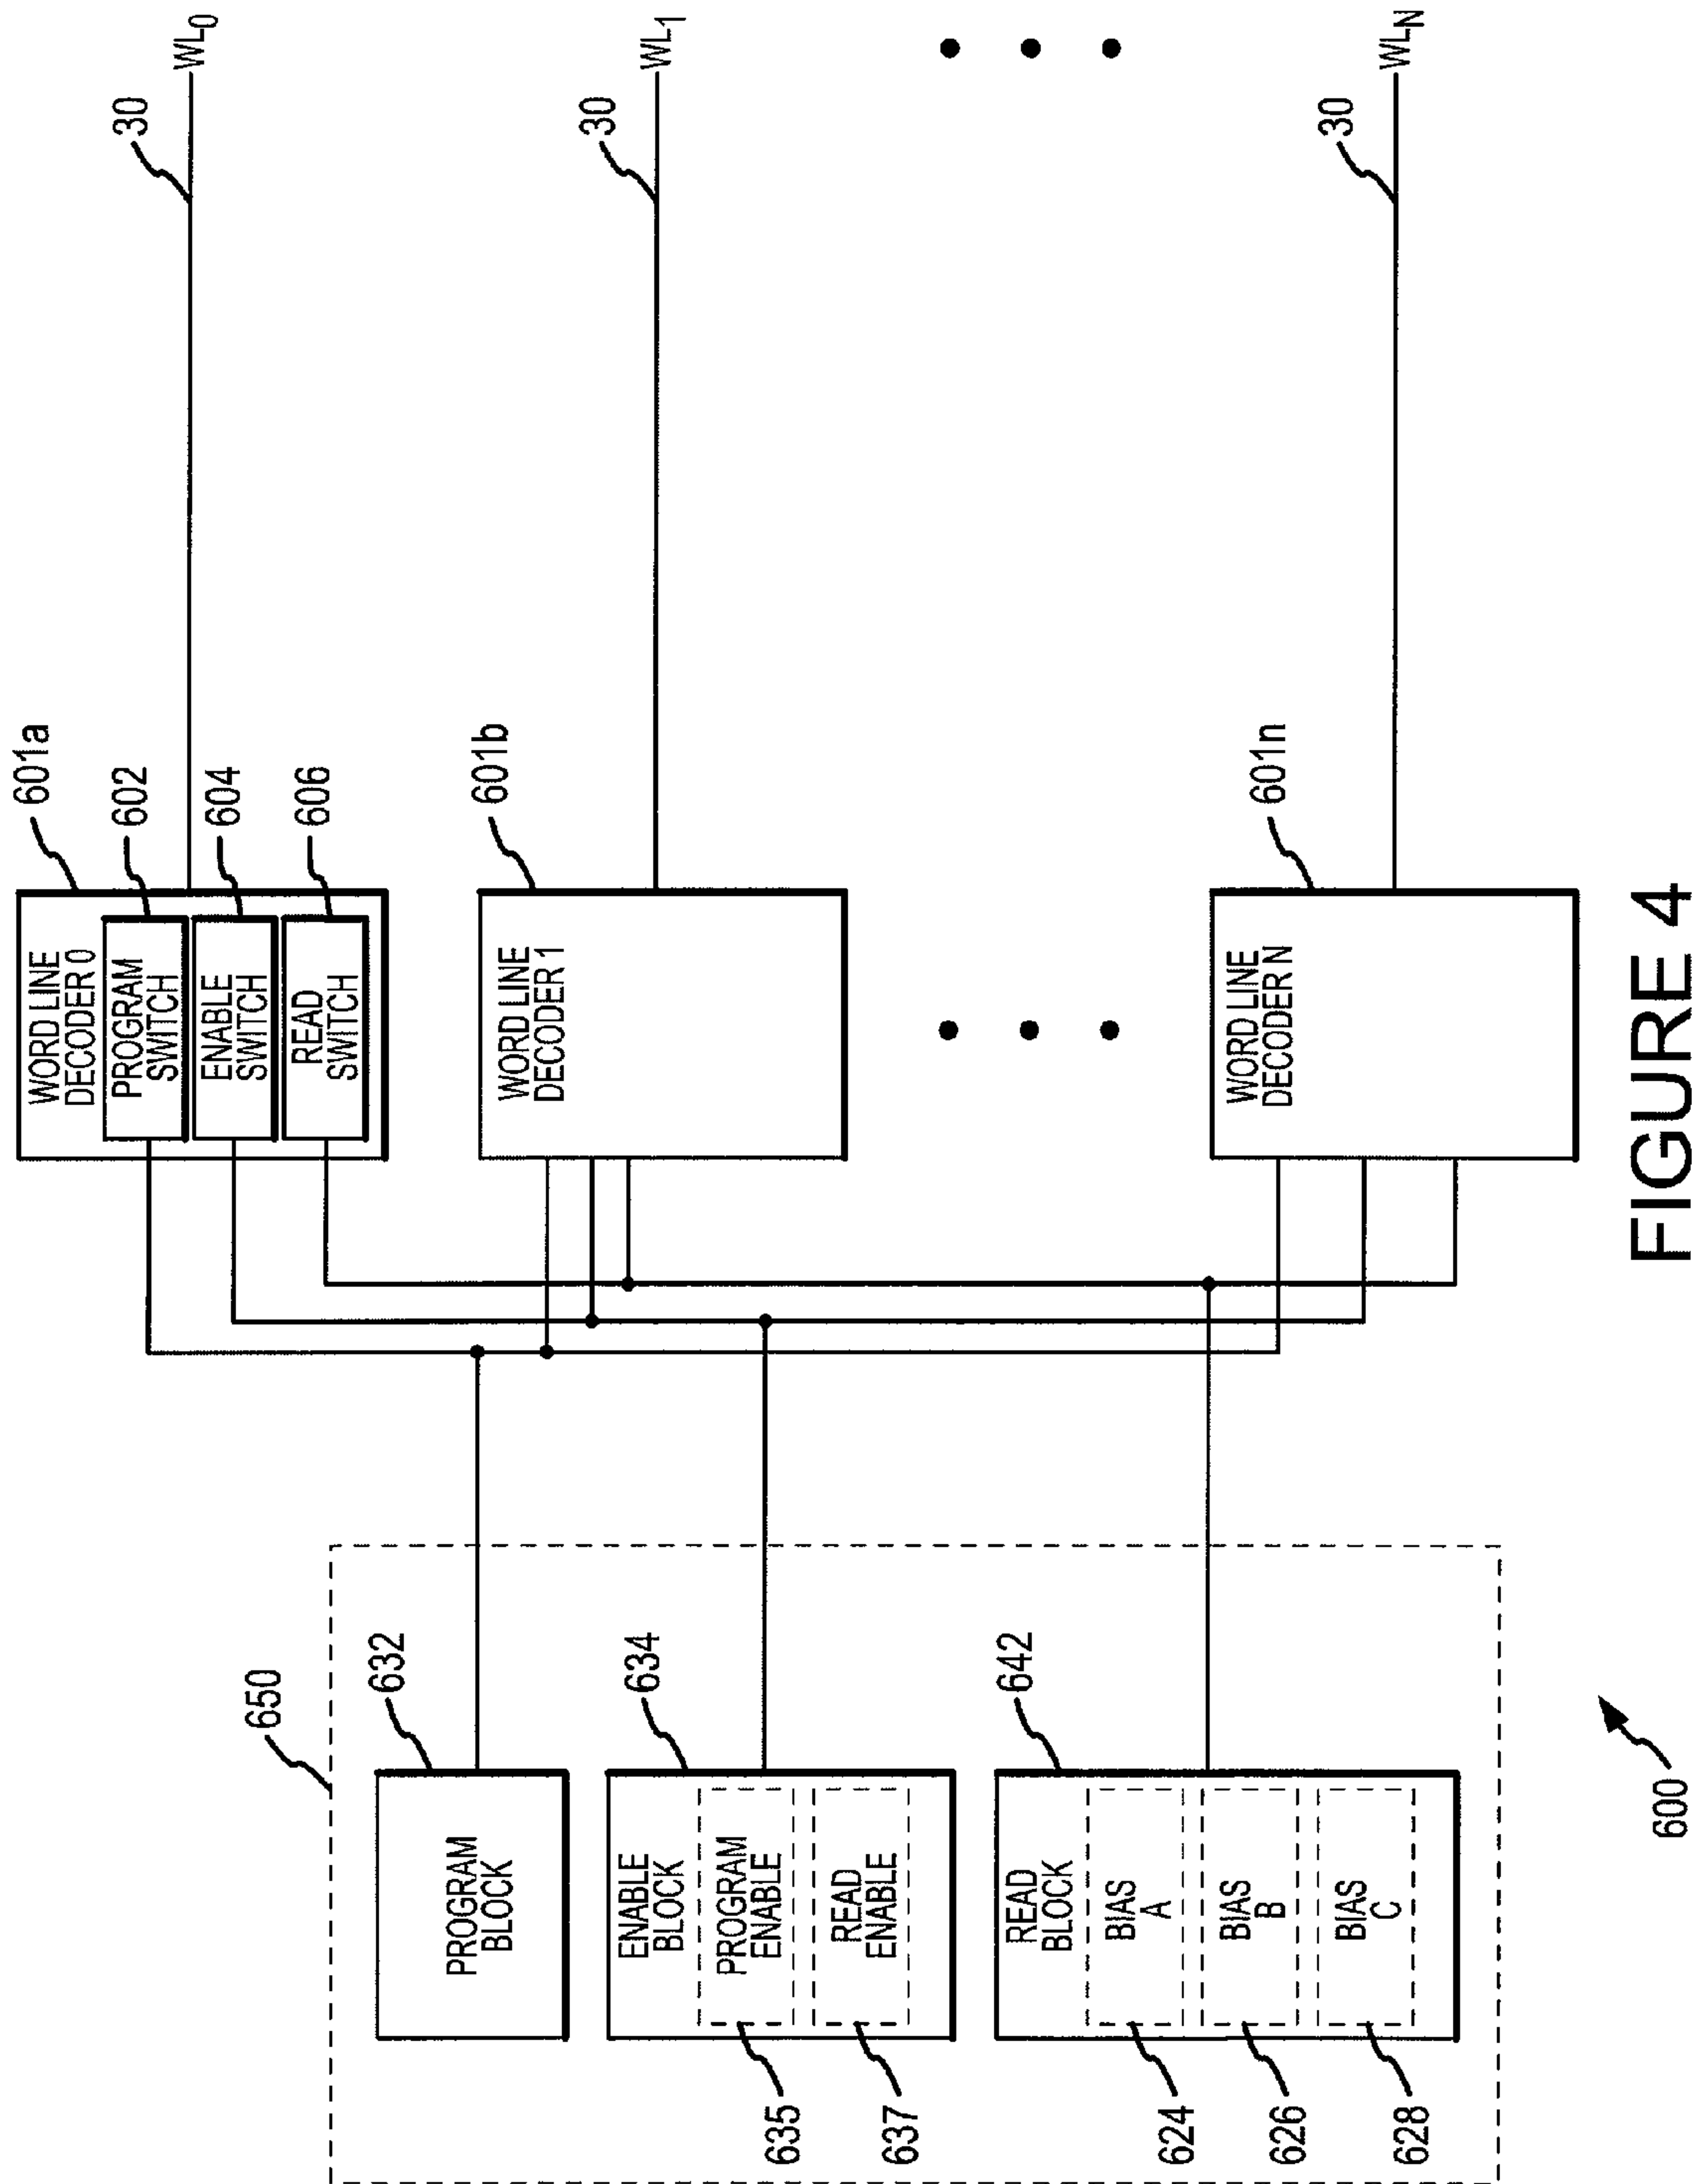 650
632
PROGRAM
BLOCK
634
ENABLE
BLOCK
PROGRAM
ENABLE
READ
ENABLE
635
637
642
READ
BLOCK
BIAS
A
BIAS
B
BIAS
C
624
626
628
601a
WORD LINE
DECODER 0
PROGRAM
SWITCH
ENABLE
SWITCH
READ
SWITCH
602
604
606
30
WL0
601b
WORD LINE
DECODER 1
30
WL1
601n
WORD LINE
DECODER N
30
WLN
600
FIGURE 4